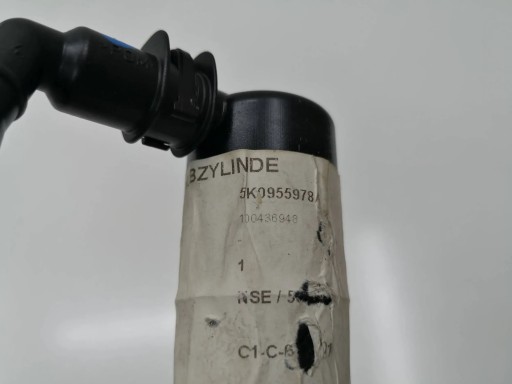 BZYLINDE
5K0955978
100436948
-
1
NSE / 5
C1-C-6